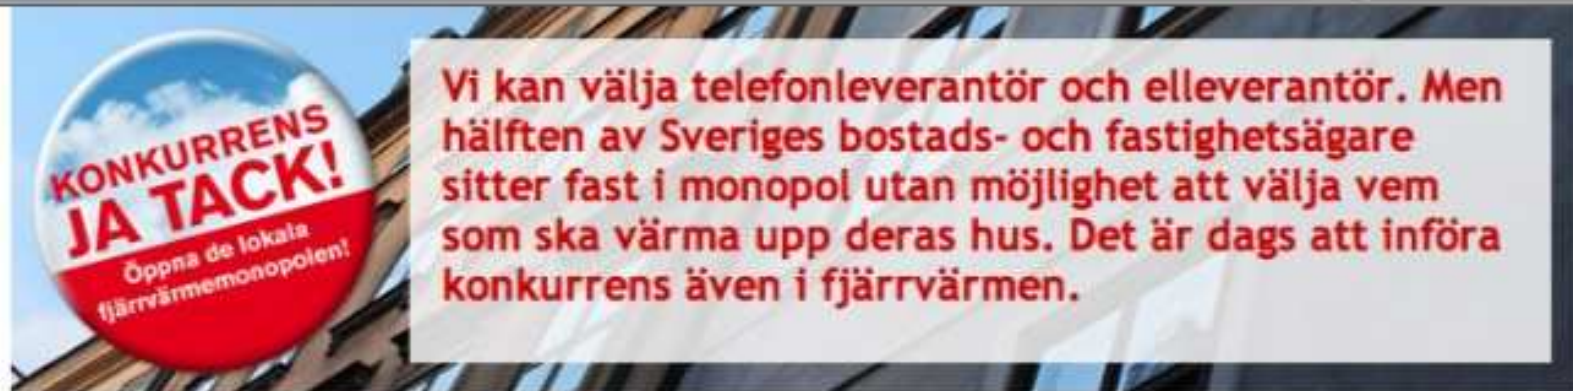 KONKURRENS
JA TACK!
Öppna de lokala
fjärrvärmemonopolen!
Vi kan välja telefonleverantör och elleverantör. Men
hälften av Sveriges bostads- och fastighetsägare
sitter fast i monopol utan möjlighet att välja vem
som ska värma upp deras hus. Det är dags att införa
konkurrens även i fjärrvärmen.